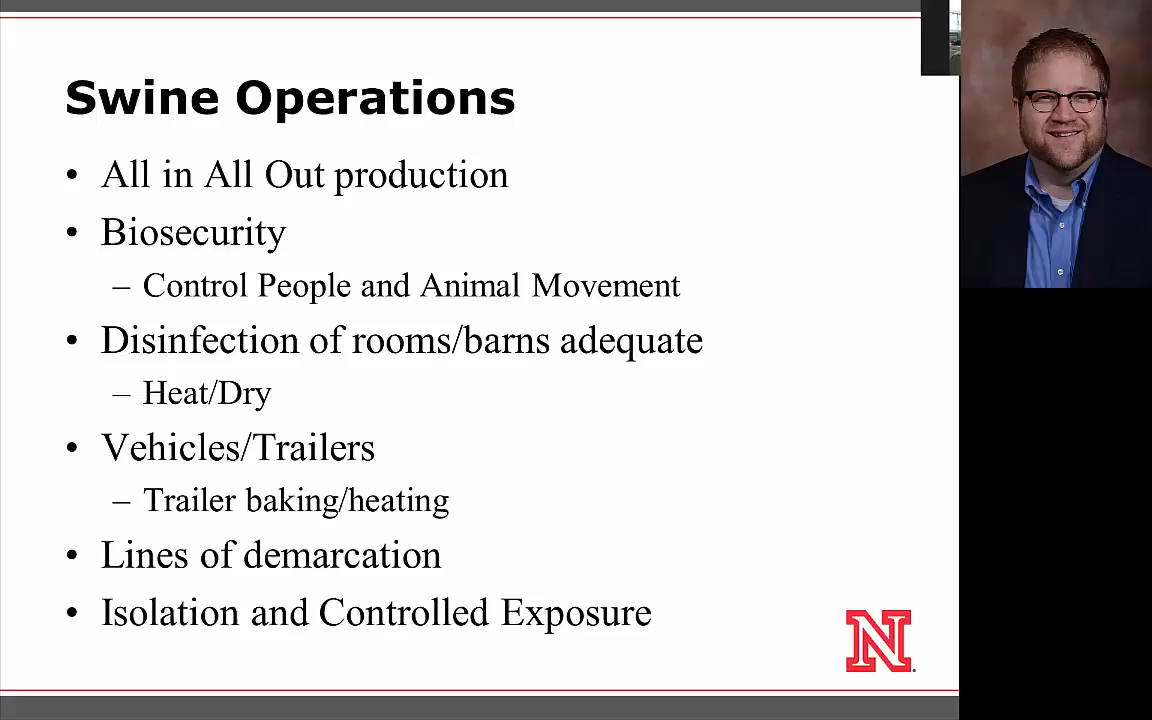 Swine Operations
• All in All Out production
• Biosecurity
– Control People and Animal Movement
• Disinfection of rooms/barns adequate
– Heat/Dry
• Vehicles/Trailers
– Trailer baking/heating
• Lines of demarcation
• Isolation and Controlled Exposure
N